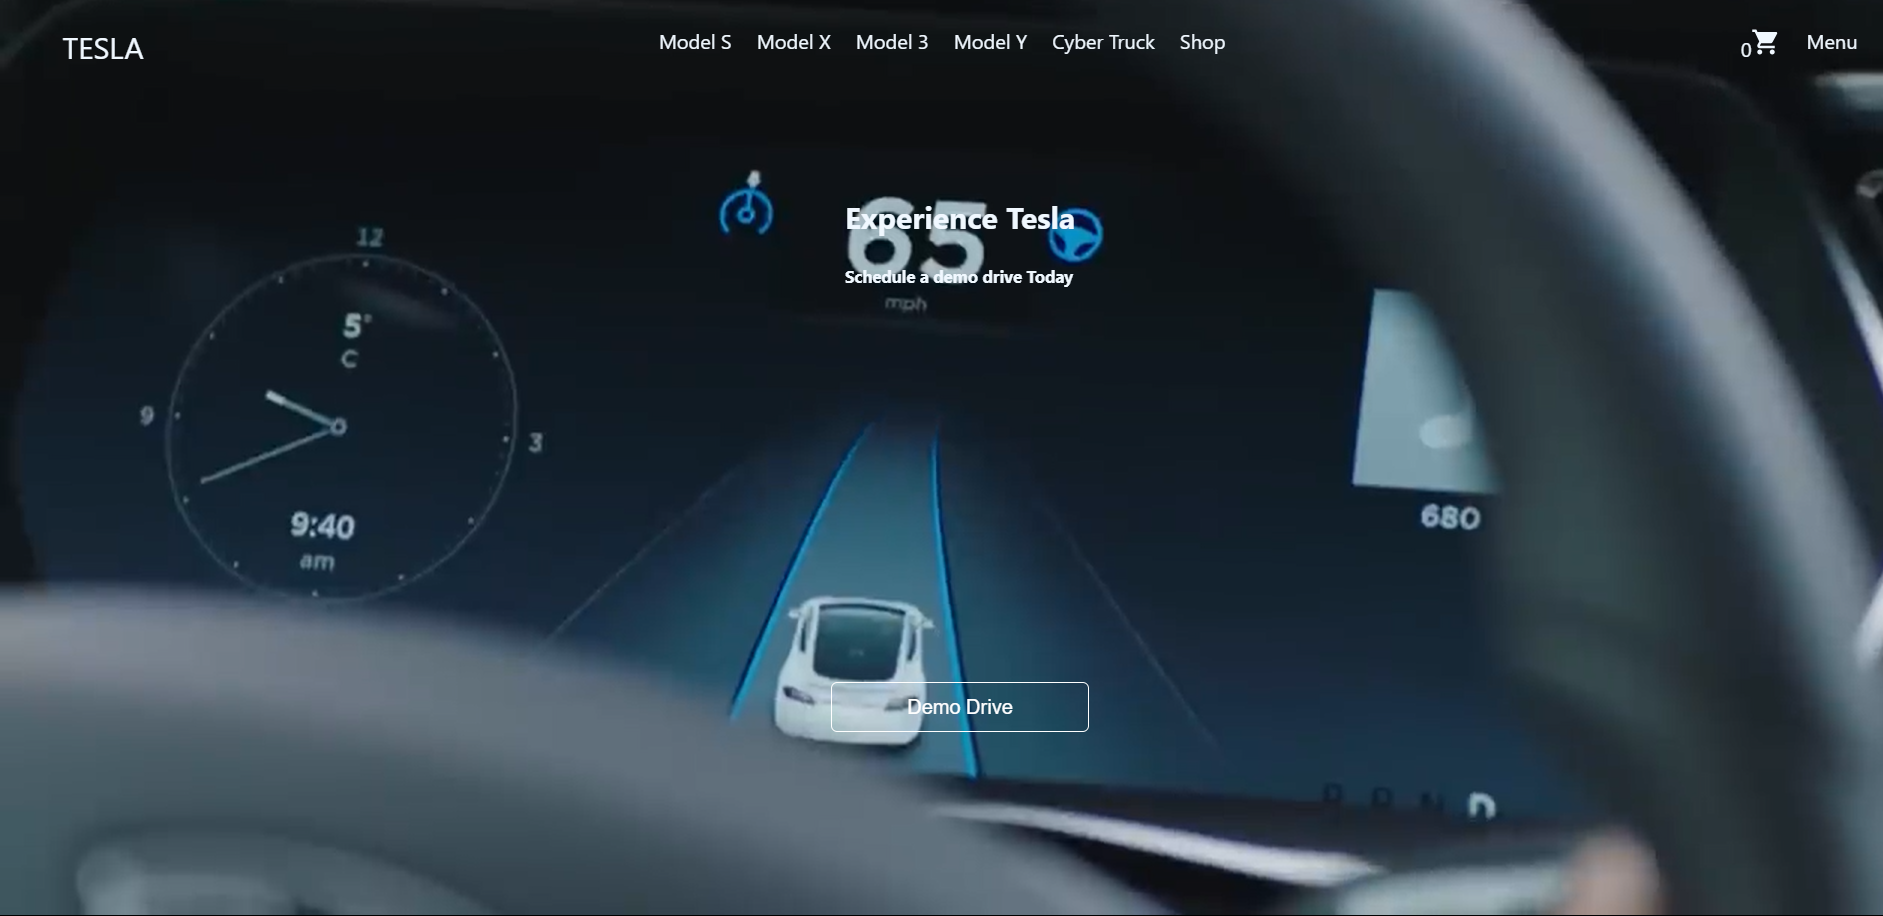 TESLA
Model S Model X Model 3 Model Y Cyber Truck Shop
0
Menu
65
mph
Experience Tesla
Schedule a demo drive Today
12
5°
C
9
3
9:40
am
680
Demo Drive
D